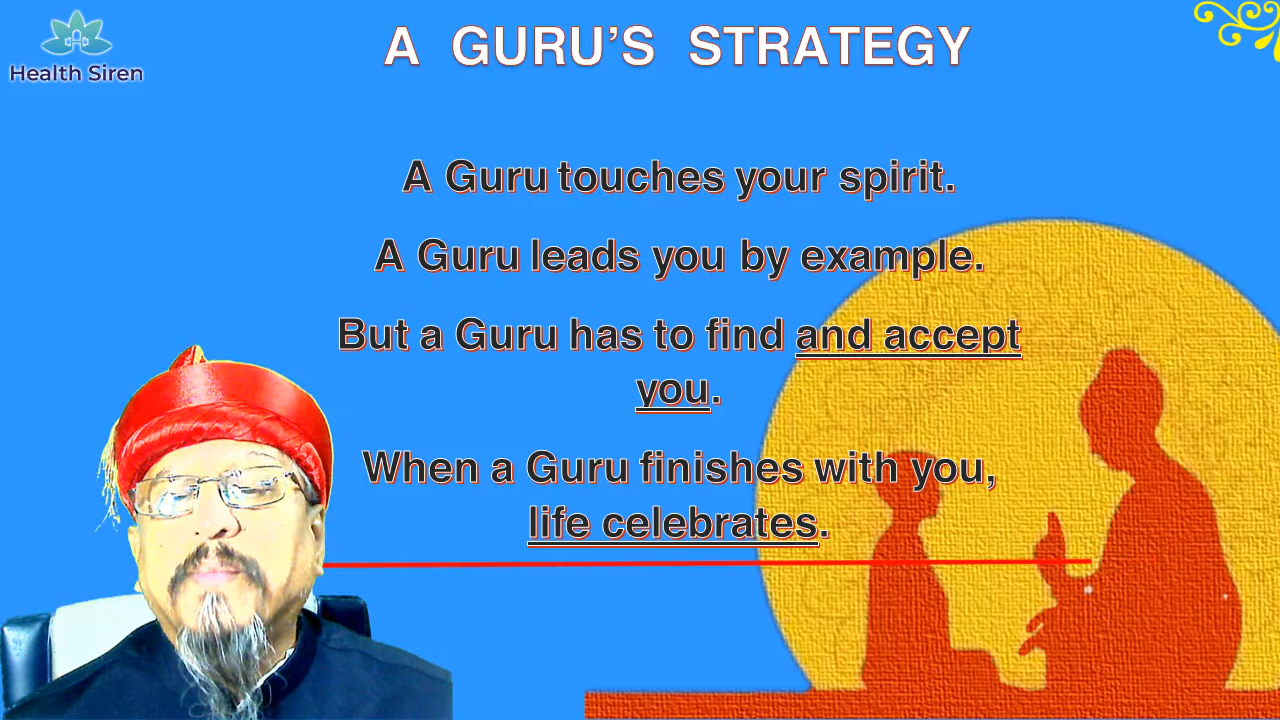 Health Siren
A GURU’S STRATEGY
A Guru touches your spirit.
A Guru leads you by example.
But a Guru has to find and accept
you.
When a Guru finishes with you,
life celebrates.